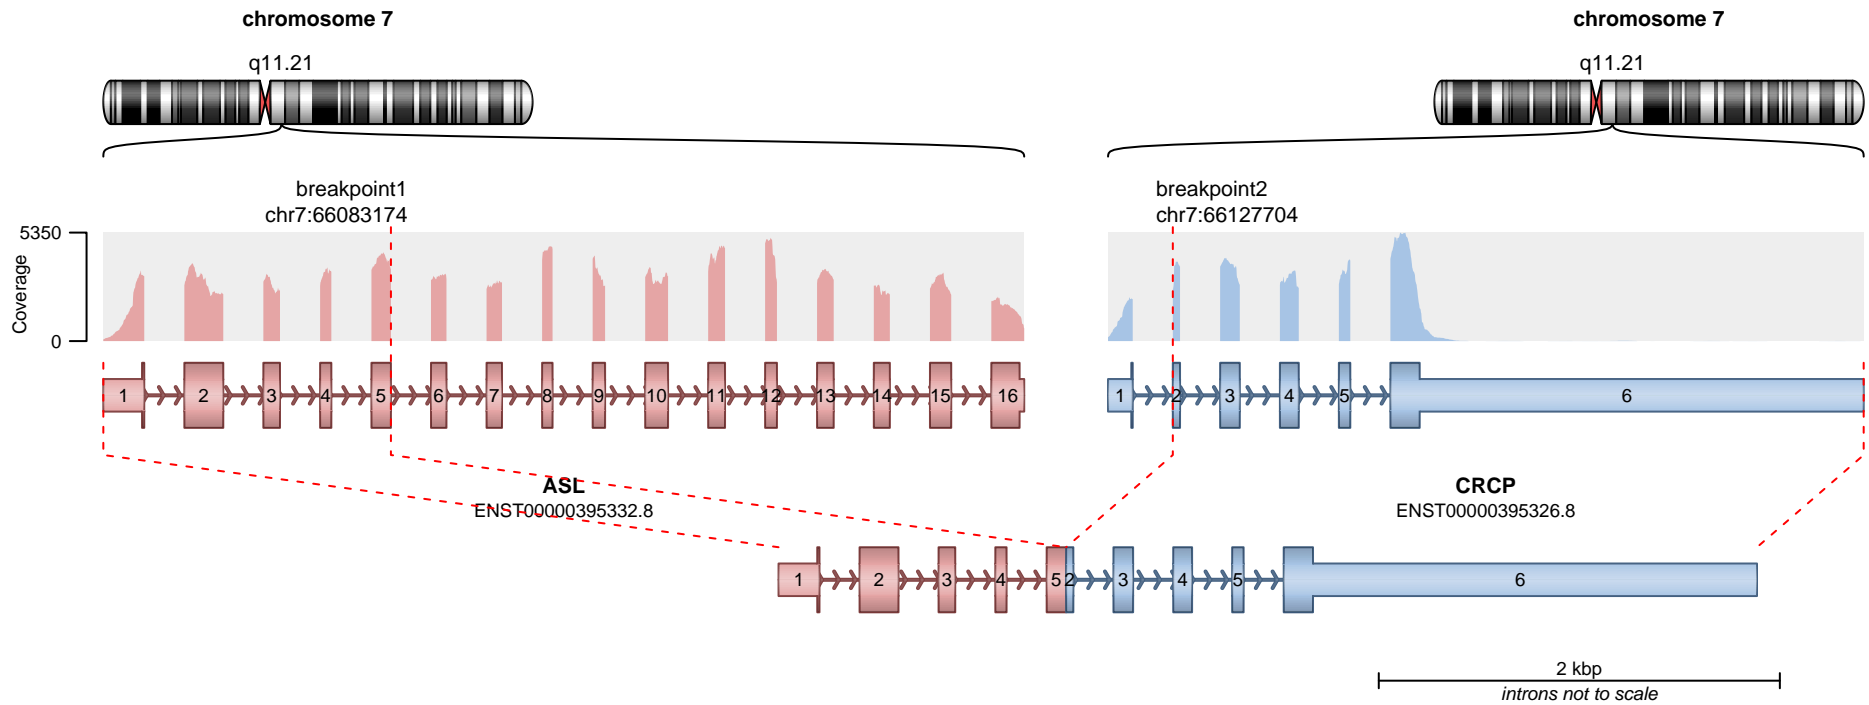 chromosome 7
chromosome 7
q11.21
q11.21
breakpoint1
chr7:66083174
breakpoint2
chr7:66127704
5350
Coverage
0
1 2 3 4 5 6 7 8 9 10 11 12 13 14 15 16
1 2 3 4 5 6
ASL
ENST00000395332.8
CRCP
ENST00000395326.8
1 2 3 4 5 2 3 4 5 6
2 kbp
introns not to scale